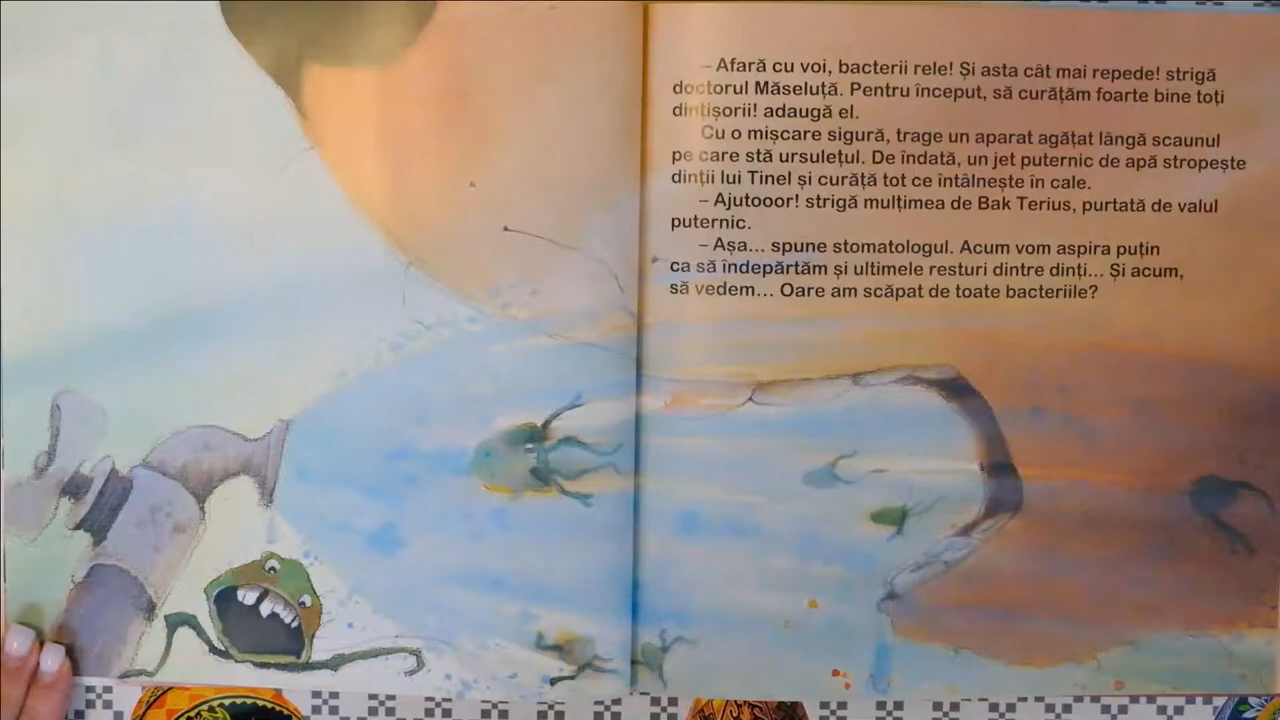 – Afară cu voi, bacterii rele! Și asta cât mai repede! strigă
doctorul Măseluță. Pentru început, să curățăm foarte bine toți
dințișorii! adaugă el.
Cu o mișcare sigură, trage un aparat agățat lângă scaunul
pe care stă ursulețul. De îndată, un jet puternic de apă stropește
dinții lui Tinel și curăță tot ce întâlnește în cale.
– Ajutooor! strigă mulțimea de Bak Terius, purtată de valul
puternic.
– Așa... spune stomatologul. Acum vom aspira puțin
ca să îndepărtăm și ultimele resturi dintre dinți... Și acum,
să vedem... Oare am scăpat de toate bacteriile?